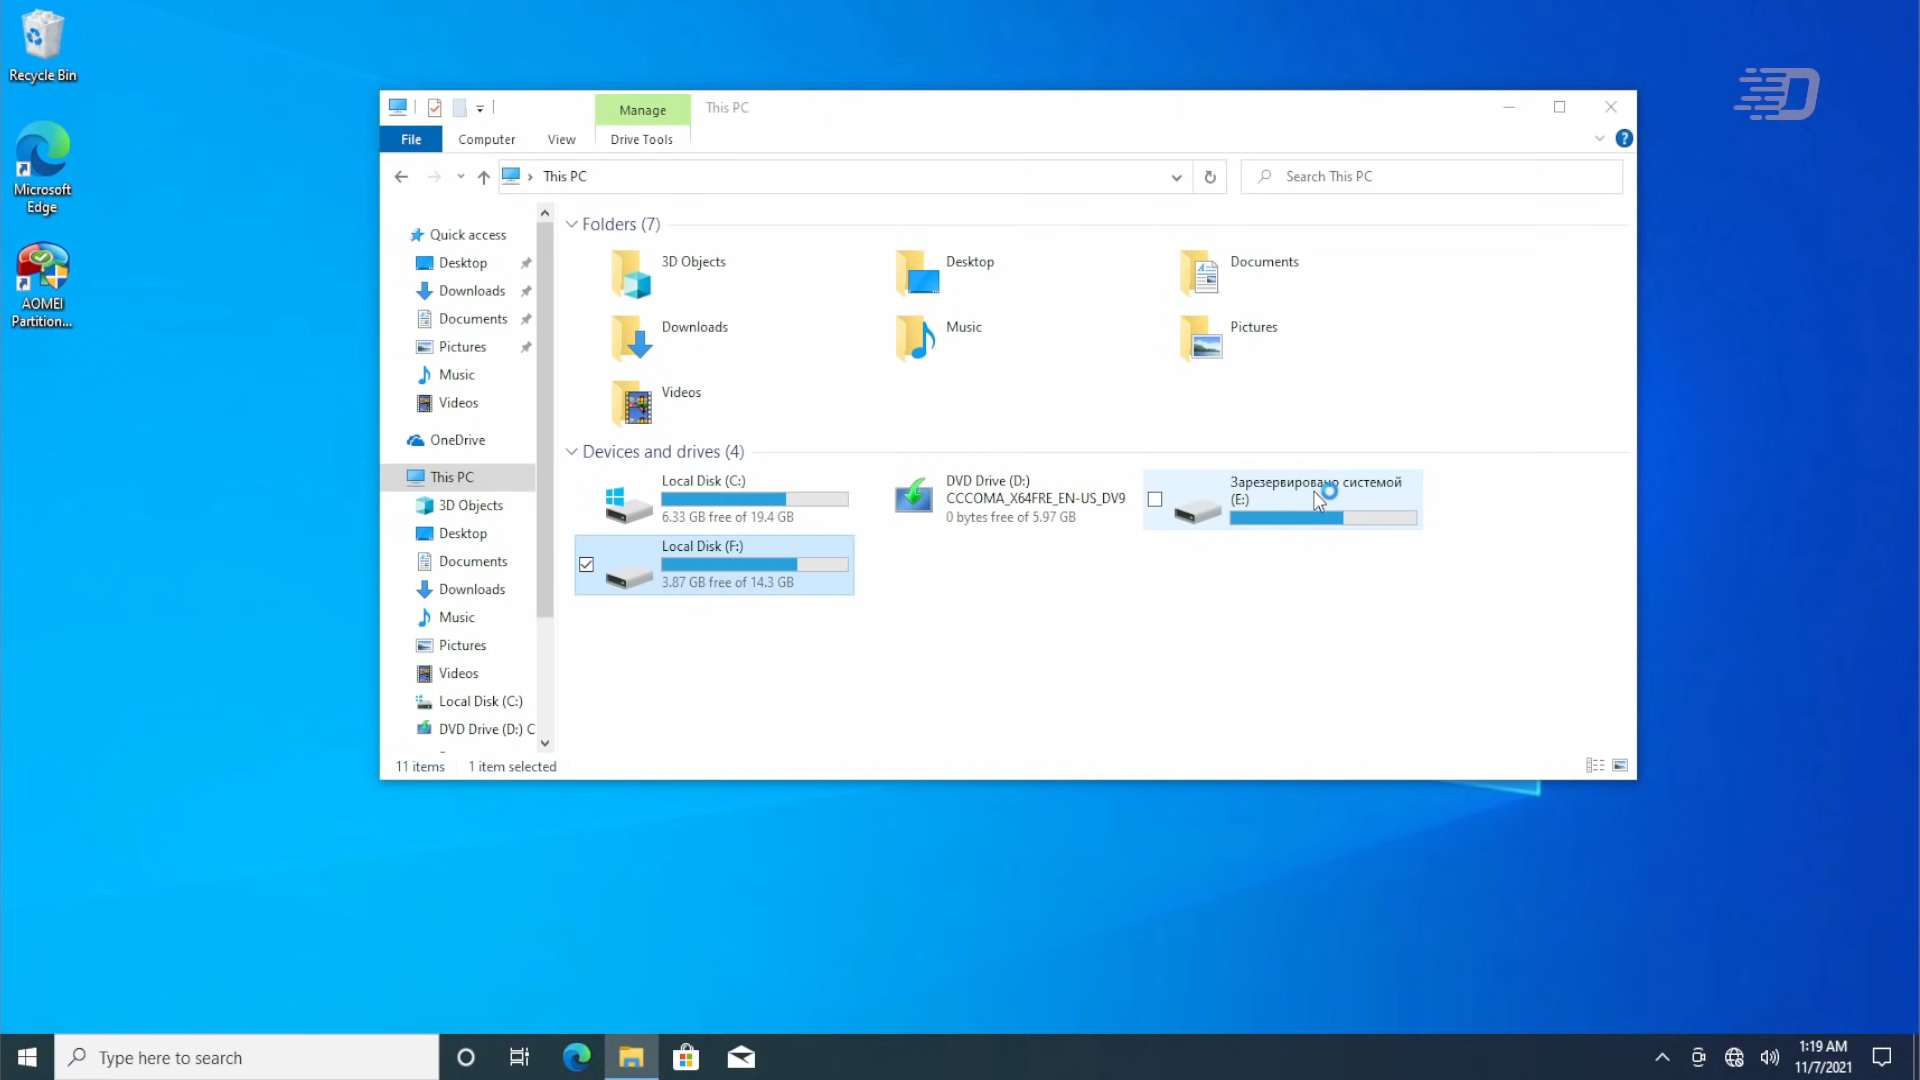 Recycle Bin
Microsoft
Edge
AOMEI
Partition...
Manage
This PC
File
Computer
View
Drive Tools
This PC
Search This PC
Quick access
Desktop
Downloads
Documents
Pictures
Music
Videos
OneDrive
This PC
3D Objects
Desktop
Documents
Downloads
Music
Pictures
Videos
Local Disk (C:)
DVD Drive (D:) C
Folders (7)
3D Objects
Desktop
Documents
Downloads
Music
Pictures
Videos
Devices and drives (4)
Local Disk (C:)
6.33 GB free of 19.4 GB
DVD Drive (D:)
CCCOMA_X64FRE_EN-US_DV9
0 bytes free of 5.97 GB
Зарезервировано системой
(E:)
Local Disk (F:)
3.87 GB free of 14.3 GB
11 items
1 item selected
Type here to search
1:19 AM
11/7/2021